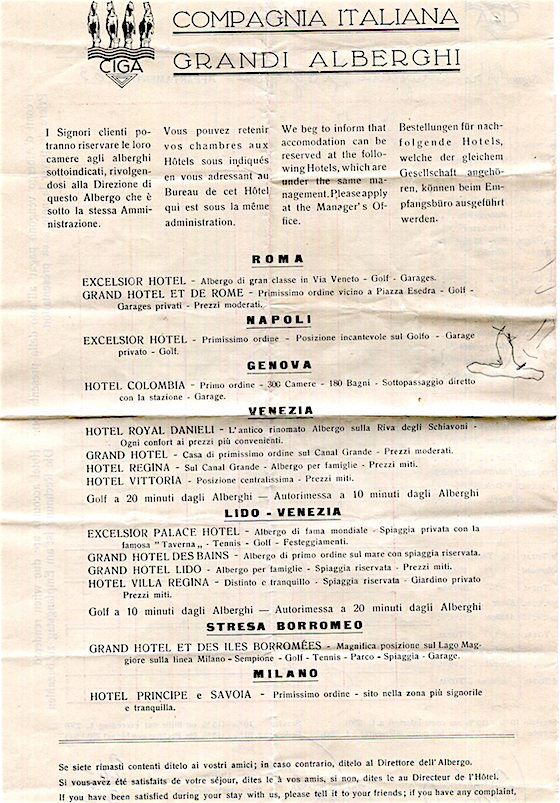 CIGA
COMPAGNIA ITALIANA
GRANDI ALBERGHI
I Signori clienti po-
tranno riservare le loro
camere agli alberghi
sottoindicati, rivolgen-
dosi alla Direzione di
questo Albergo che è
sotto la stessa Ammi-
nistrazione.
Vous pouvez retenir
vos chambres aux
Hôtels sous indiqués
en vous adressant au
Bureau de cet Hôtel
qui est sous la même
administration.
We beg to inform that
accomodation can be
reserved at the follo-
wing Hotels, which are
under the same ma-
nagement. Please apply
at the Manager's Of-
fice.
Bestellungen für nach-
folgende Hotels,
welche der gleichem
Gesellschaft angehö-
ren, können beim Em-
pfangsbüro ausgeführt
werden.
ROMA
EXCELSIOR HOTEL - Albergo di gran classe in Via Veneto - Golf - Garages.
GRAND HOTEL ET DE ROME - Primissimo ordine vicino a Piazza Esedra - Golf -
Garages privati - Prezzi moderati.
NAPOLI
EXCELSIOR HOTEL - Primissimo ordine - Posizione incantevole sul Golfo - Garage
privato - Golf.
GENOVA
HOTEL COLOMBIA - Primo ordine - 300 Camere - 180 Bagni - Sottopassaggio diretto
con la stazione - Garage.
VENEZIA
HOTEL ROYAL DANIELI - L'antico rinomato Albergo sulla Riva degli Schiavoni -
Ogni confort ai prezzi più convenienti.
GRAND HOTEL - Casa di primissimo ordine sul Canal Grande - Prezzi moderati.
HOTEL REGINA - Sul Canal Grande - Albergo per famiglie - Prezzi miti.
HOTEL VITTORIA - Posizione centralissima - Prezzi miti.
Golf a 20 minuti dagli Alberghi — Autorimessa a 10 minuti dagli Alberghi
LIDO - VENEZIA
EXCELSIOR PALACE HOTEL - Albergo di fama mondiale - Spiaggia privata con la
famosa "Taverna„ - Tennis - Golf - Festeggiamenti.
GRAND HOTEL DES BAINS - Albergo di primo ordine sul mare con spiaggia riservata.
GRAND HOTEL LIDO - Albergo per famiglie - Spiaggia riservata - Prezzi miti.
HOTEL VILLA REGINA - Distinto e tranquillo - Spiaggia riservata - Giardino privato
Prezzi miti.
Golf a 10 minuti dagli Alberghi — Autorimessa a 20 minuti dagli Alberghi
STRESA BORROMEO
GRAND HOTEL ET DES ILES BORROMÉES - Magnifica posizione sul Lago Mag-
giore sulla linea Milano - Sempione - Golf - Tennis - Parco - Spiaggia - Garage.
MILANO
HOTEL PRINCIPE e SAVOIA - Primissimo ordine - sito nella zona più signorile
e tranquilla.
Se siete rimasti contenti ditelo ai vostri amici; in caso contrario, ditelo al Direttore dell'Albergo.
Si vous avez été satisfaits de votre séjour, dites le à vos amis, si non, dites le au Directeur de l'Hôtel.
If you have been satisfied during your stay with us, please tell it to your friends; if you have any complaint,